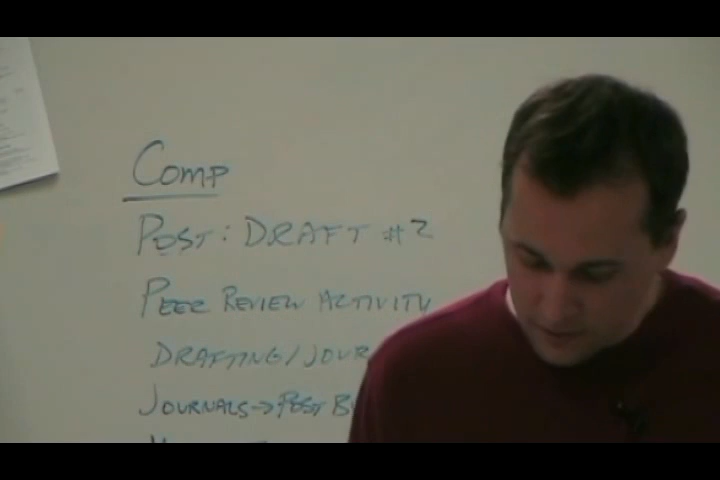 Comp
POST: DRAFT #2
PEER REVIEW ACTIVITY
DRAFTING/JOUR
JOURNALS->POST B